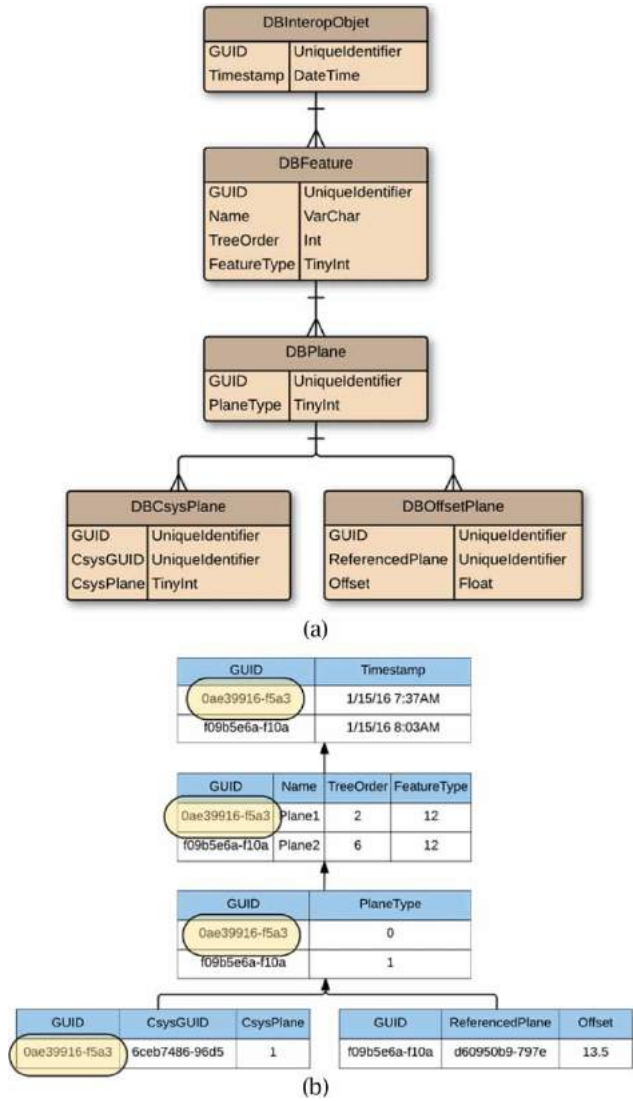 DBInteropObjet
GUID UniqueIdentifier
Timestamp DateTime
DBFeature
GUID UniqueIdentifier
Name VarChar
TreeOrder Int
FeatureType TinyInt
DBPlane
GUID UniqueIdentifier
PlaneType TinyInt
DBCsysPlane
GUID UniqueIdentifier
CsysGUID UniqueIdentifier
CsysPlane TinyInt
DBOffsetPlane
GUID UniqueIdentifier
ReferencedPlane UniqueIdentifier
Offset Float
(a)
GUID Timestamp
0ae39916-f5a3 1/15/16 7:37AM
f09b5e6a-f10a 1/15/16 8:03AM
GUID Name TreeOrder FeatureType
0ae39916-f5a3 Plane1 2 12
f09b5e6a-f10a Plane2 6 12
GUID PlaneType
0ae39916-f5a3 0
f09b5e6a-f10a 1
GUID CsysGUID CsysPlane
0ae39916-f5a3 6ceb7486-96d5 1
GUID ReferencedPlane Offset
f09b5e6a-f10a d60950b9-797e 13.5
(b)